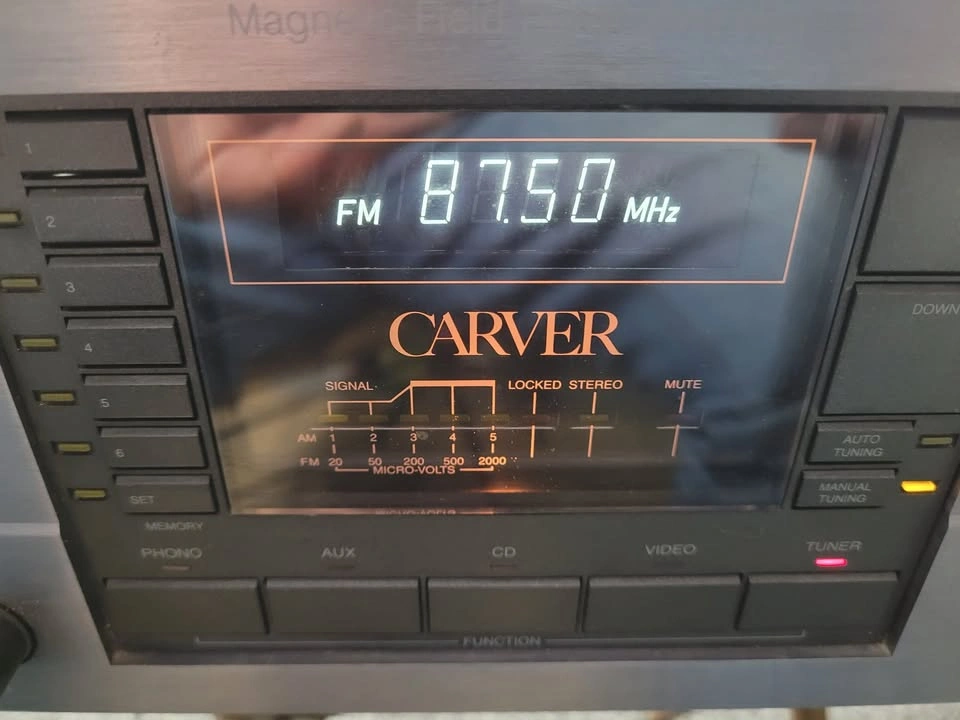 Magnetic Field
1
2
3
4
5
6
SET
MEMORY
FM 87.50 MHz
CARVER
SIGNAL LOCKED STEREO MUTE
AM 1 2 3 4 5
FM 20 50 200 500 2000
MICRO-VOLTS
DOWN
AUTO
TUNING
MANUAL
TUNING
PHONO AUX CD VIDEO TUNER
FUNCTION